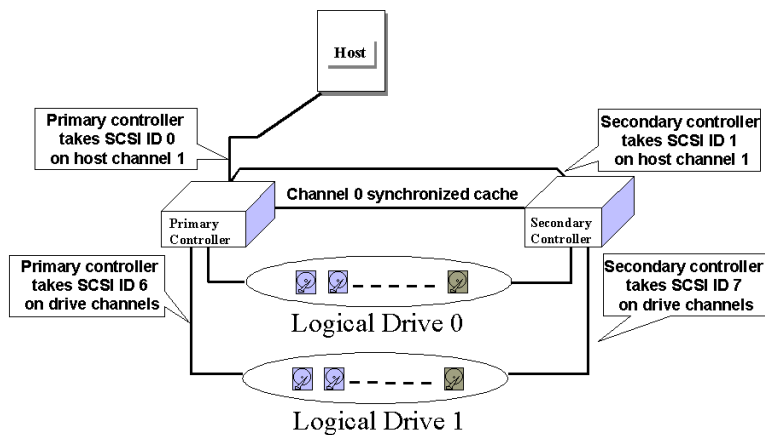 Host
Primary controller
takes SCSI ID 0
on host channel 1
Secondary controller
takes SCSI ID 1
on host channel 1
Channel 0 synchronized cache
Primary
Controller
Secondary
Controller
Primary controller
takes SCSI ID 6
on drive channels
Secondary controller
takes SCSI ID 7
on drive channels
Logical Drive 0
Logical Drive 1